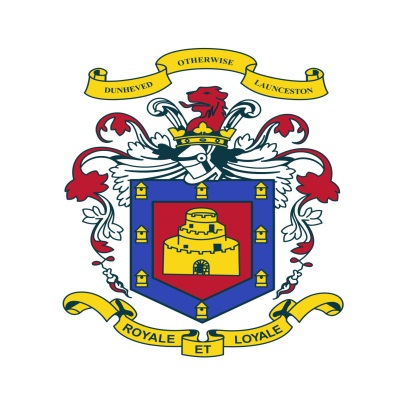 DUNHEVED OTHERWISE LAUNCESTON
ROYALE ET LOYALE